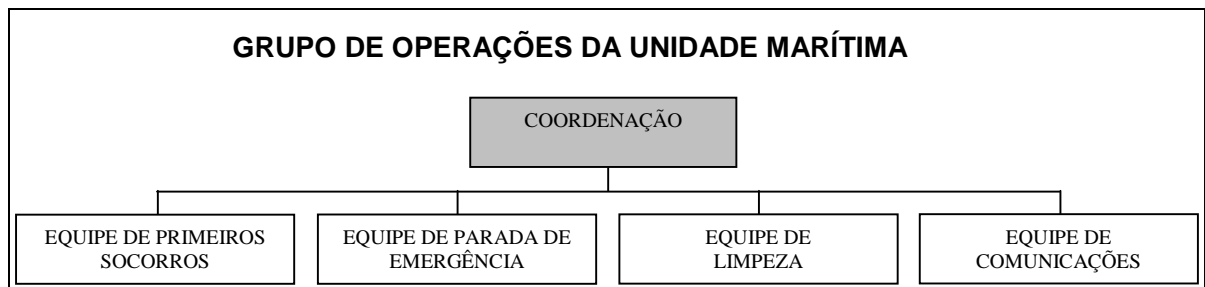 GRUPO DE OPERAÇÕES DA UNIDADE MARÍTIMA
COORDENAÇÃO
EQUIPE DE PRIMEIROS
SOCORROS
EQUIPE DE PARADA DE
EMERGÊNCIA
EQUIPE DE
LIMPEZA
EQUIPE DE
COMUNICAÇÕES